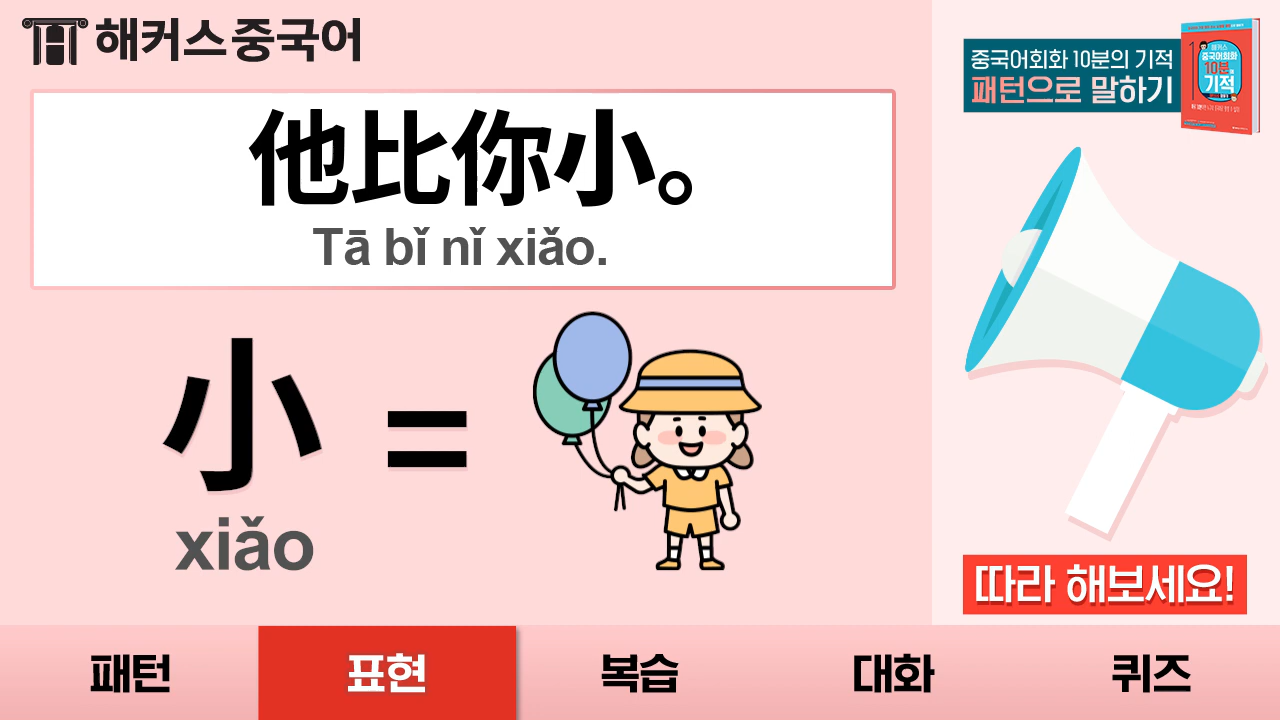 해커스 중국어
他比你小。
Tā bǐ nǐ xiǎo.
小 =
xiǎo
중국어회화 10분의 기적
패턴으로 말하기
해커스
중국어회화
10분의
기적
따라 해보세요!
패턴
표현
복습
대화
퀴즈